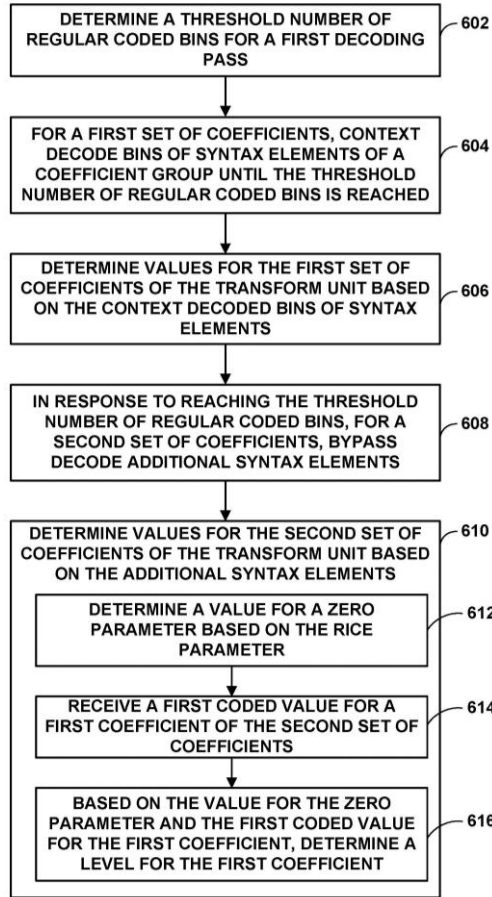 DETERMINE A THRESHOLD NUMBER OF
REGULAR CODED BINS FOR A FIRST DECODING
PASS
602
FOR A FIRST SET OF COEFFICIENTS, CONTEXT
DECODE BINS OF SYNTAX ELEMENTS OF A
COEFFICIENT GROUP UNTIL THE THRESHOLD
NUMBER OF REGULAR CODED BINS IS REACHED
604
DETERMINE VALUES FOR THE FIRST SET OF
COEFFICIENTS OF THE TRANSFORM UNIT BASED
ON THE CONTEXT DECODED BINS OF SYNTAX
ELEMENTS
606
IN RESPONSE TO REACHING THE THRESHOLD
NUMBER OF REGULAR CODED BINS, FOR A
SECOND SET OF COEFFICIENTS, BYPASS
DECODE ADDITIONAL SYNTAX ELEMENTS
608
DETERMINE VALUES FOR THE SECOND SET OF
COEFFICIENTS OF THE TRANSFORM UNIT BASED
ON THE ADDITIONAL SYNTAX ELEMENTS
610
DETERMINE A VALUE FOR A ZERO
PARAMETER BASED ON THE RICE
PARAMETER
612
RECEIVE A FIRST CODED VALUE FOR A
FIRST COEFFICIENT OF THE SECOND SET OF
COEFFICIENTS
614
BASED ON THE VALUE FOR THE ZERO
PARAMETER AND THE FIRST CODED VALUE
FOR THE FIRST COEFFICIENT, DETERMINE A
LEVEL FOR THE FIRST COEFFICIENT
616